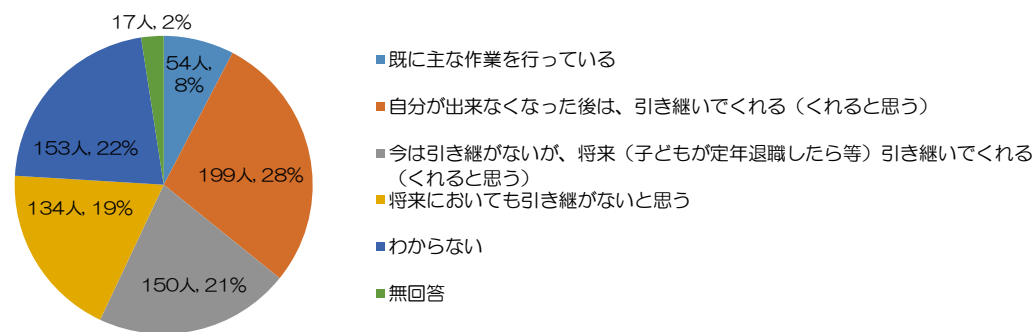 17人, 2%
54人,
8%
199人, 28%
150人, 21%
134人, 19%
153人, 22%
既に主な作業を行っている
自分が出来なくなった後は、引き継いでくれる（くれると思う）
今は引き継がないが、将来（子どもが定年退職したら等）引き継いでくれる
（くれると思う）
将来においても引き継がないと思う
わからない
無回答